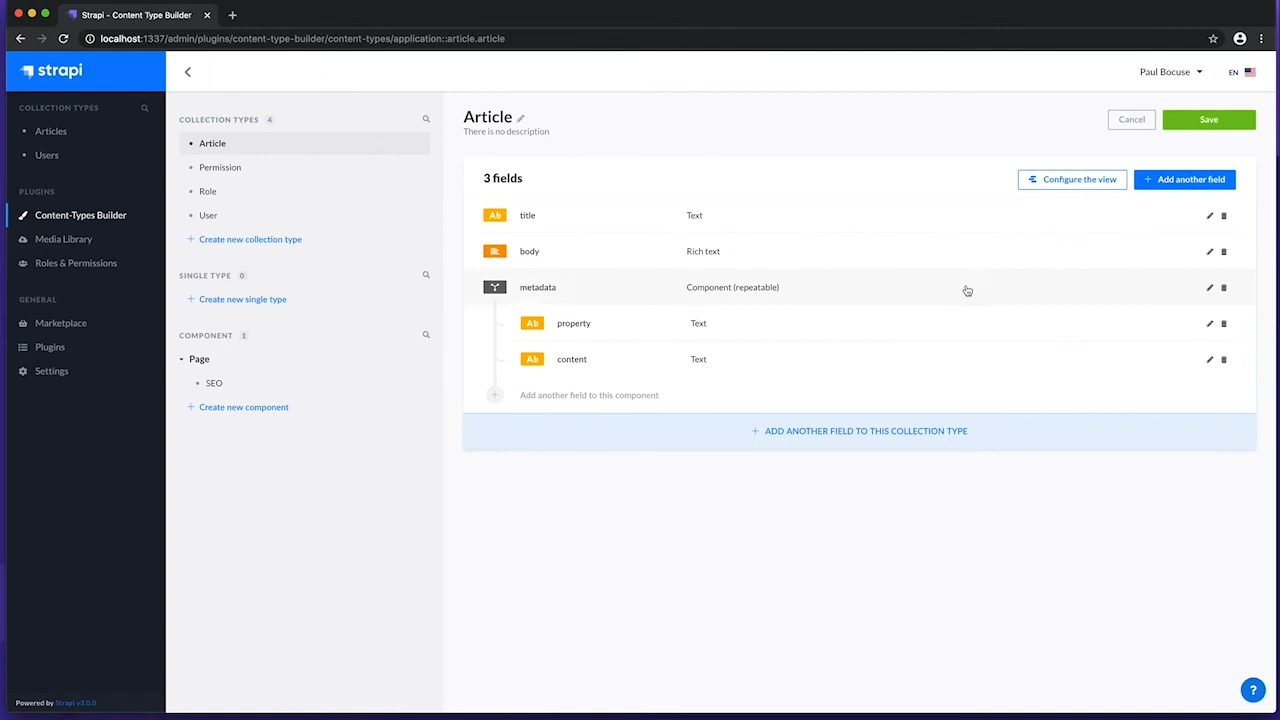 Strapi - Content Type Builder
localhost:1337/admin/plugins/content-type-builder/content-types/application::article.article
strapi
Paul Bocuse
EN
COLLECTION TYPES
Articles
Users
PLUGINS
Content-Types Builder
Media Library
Roles & Permissions
GENERAL
Marketplace
Plugins
Settings
Powered by Strapi v3.0.0
COLLECTION TYPES 4
Article
Permission
Role
User
+ Create new collection type
SINGLE TYPE 0
+ Create new single type
COMPONENT 1
Page
SEO
+ Create new component
Article
There is no description
Cancel
Save
3 fields
Configure the view
+ Add another field
Ab title Text
body Rich text
metadata Component (repeatable)
Ab property Text
Ab content Text
+ Add another field to this component
+ ADD ANOTHER FIELD TO THIS COLLECTION TYPE
?